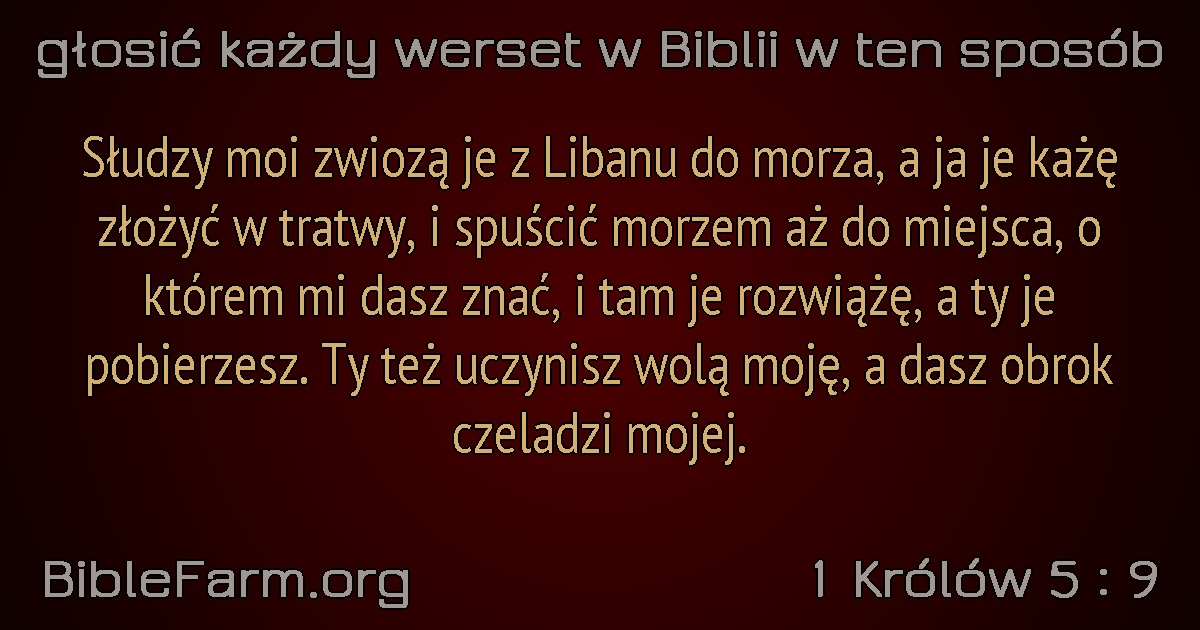 głosić każdy werset w Biblii w ten sposób
Słudzy moi zwiozą je z Libanu do morza, a ja je każę
złożyć w tratwy, i spuścić morzem aż do miejsca, o
którem mi dasz znać, i tam je rozwiążę, a ty je
pobierzesz. Ty też uczynisz wolą moję, a dasz obrok
czeladzi mojej.
BibleFarm.org
1 Królów 5 : 9